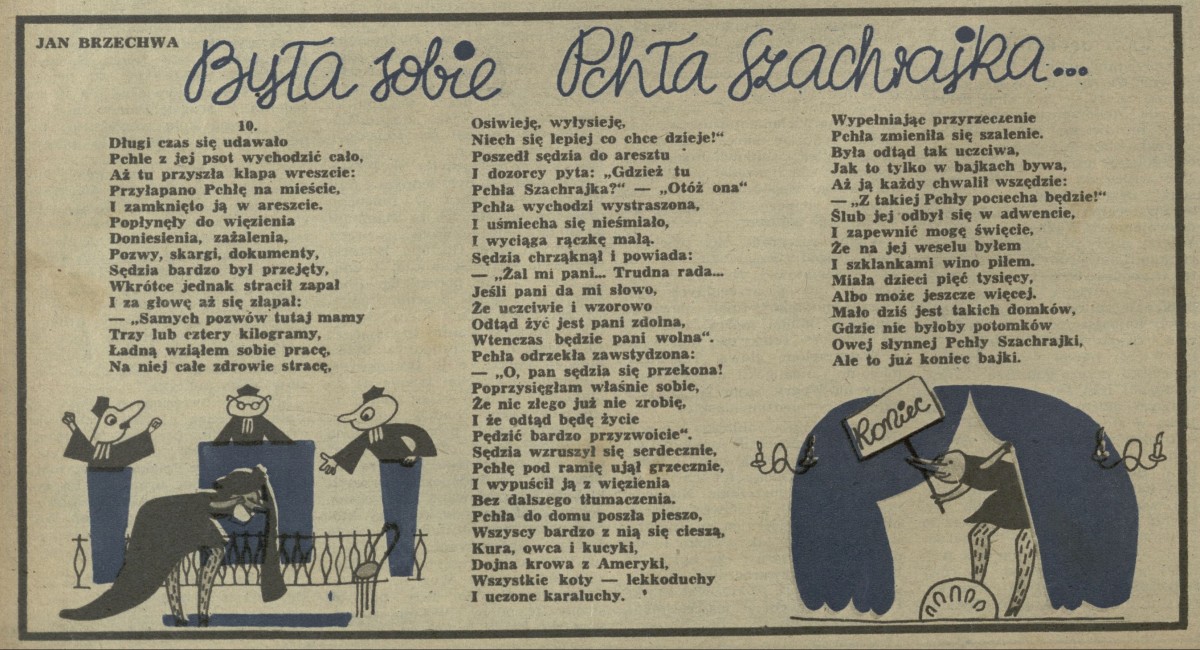 JAN BRZECHWA
Była sobie Pchła Szachrajka...
10.
Długi czas się udawało
Pchle z jej psot wychodzić cało,
Aż tu przyszła klapa wreszcie:
Przyłapano Pchłę na mieście,
I zamknięto ją w areszcie.
Popłynęły do więzienia
Doniesienia, zażalenia,
Pozwy, skargi, dokumenty,
Sędzia bardzo był przejęty,
Wkrótce jednak stracił zapał
I za głowę aż się złapał:
— „Samych pozwów tutaj mamy
Trzy lub cztery kilogramy,
Ładną wziąłem sobie pracę,
Na niej całe zdrowie stracę,
Osiwieję, wyłysieję,
Niech się lepiej co chce dzieje!"
Poszedł sędzia do aresztu
I dozorcy pyta: „Gdzież tu
Pchła Szachrajka?" — „Otóż ona"
Pchła wychodzi wystraszona,
I uśmiecha się nieśmiało,
I wyciąga rączkę małą.
Sędzia chrząknął i powiada:
— „Żal mi pani... Trudna rada...
Jeśli pani da mi słowo,
Że uczciwie i wzorowo
Odtąd żyć jest pani zdolna,
Wtenczas będzie pani wolna".
Pchła odrzekła zawstydzona:
— „O, pan sędzia się przekona!
Poprzysięgłam właśnie sobie,
Że nic złego już nie zrobię,
I że odtąd będę życie
Pędzić bardzo przyzwoicie".
Sędzia wzruszył się serdecznie,
Pchłę pod ramię ujął grzecznie,
I wypuścił ją z więzienia
Bez dalszego tłumaczenia.
Pchła do domu poszła pieszo,
Wszyscy bardzo z nią się cieszą,
Kura, owca i kucyki,
Dojna krowa z Ameryki,
Wszystkie koty — lekkoduchy
I uczone karaluchy.
Wypełniając przyrzeczenie
Pchła zmieniła się szalenie.
Była odtąd tak uczciwa,
Jak to tylko w bajkach bywa,
Aż ją każdy chwalił wszędzie:
— „Z takiej Pchły pociecha będzie!"
Ślub jej odbył się w adwencie,
I zapewnić mogę święcie,
Że na jej weselu byłem
I szklankami wino piłem.
Miała dzieci pięć tysięcy,
Albo może jeszcze więcej.
Mało dziś jest takich domków,
Gdzie nie byłoby potomków
Owej słynnej Pchły Szachrajki,
Ale to już koniec bajki.
Koniec